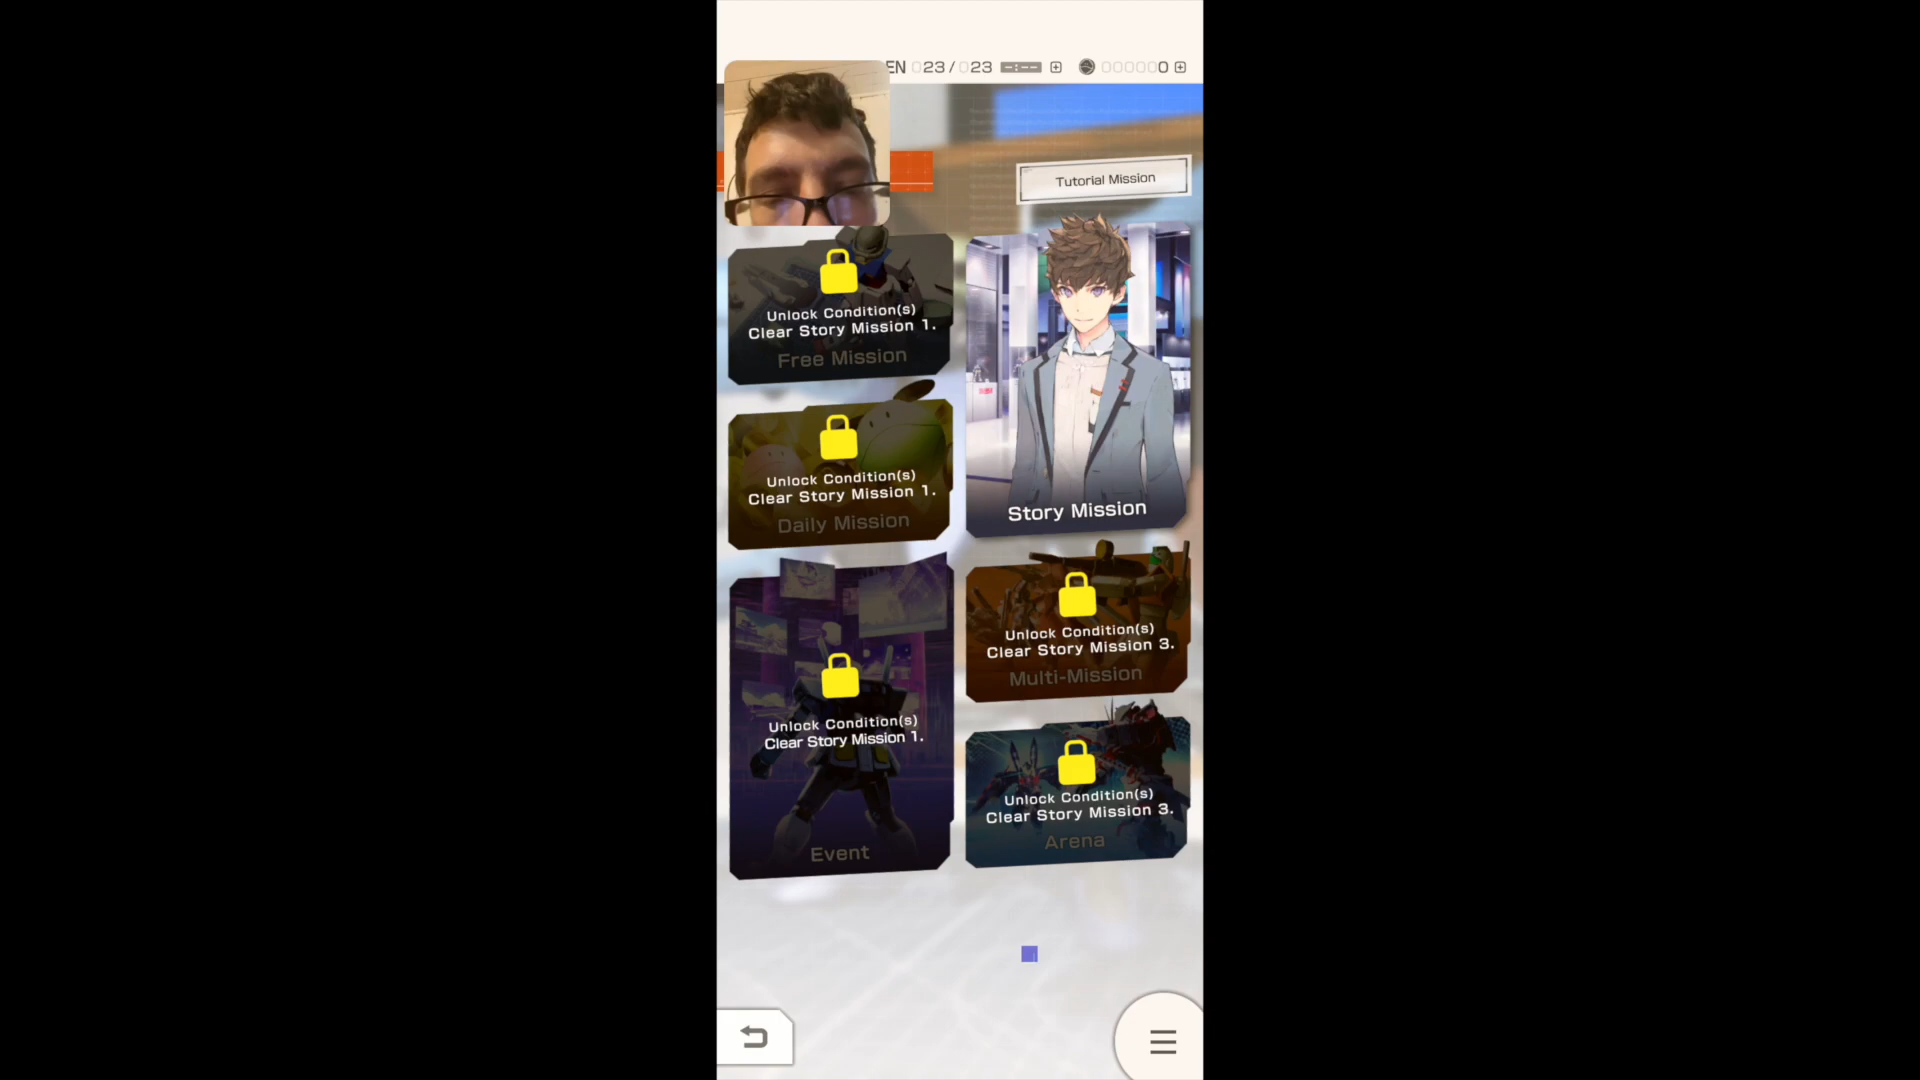 EN 023/023 --:-- 0000000
Tutorial Mission
Unlock Condition(s)
Clear Story Mission 1.
Free Mission
Story Mission
Unlock Condition(s)
Clear Story Mission 1.
Daily Mission
Unlock Condition(s)
Clear Story Mission 3.
Multi-Mission
Unlock Condition(s)
Clear Story Mission 1.
Event
Unlock Condition(s)
Clear Story Mission 3.
Arena